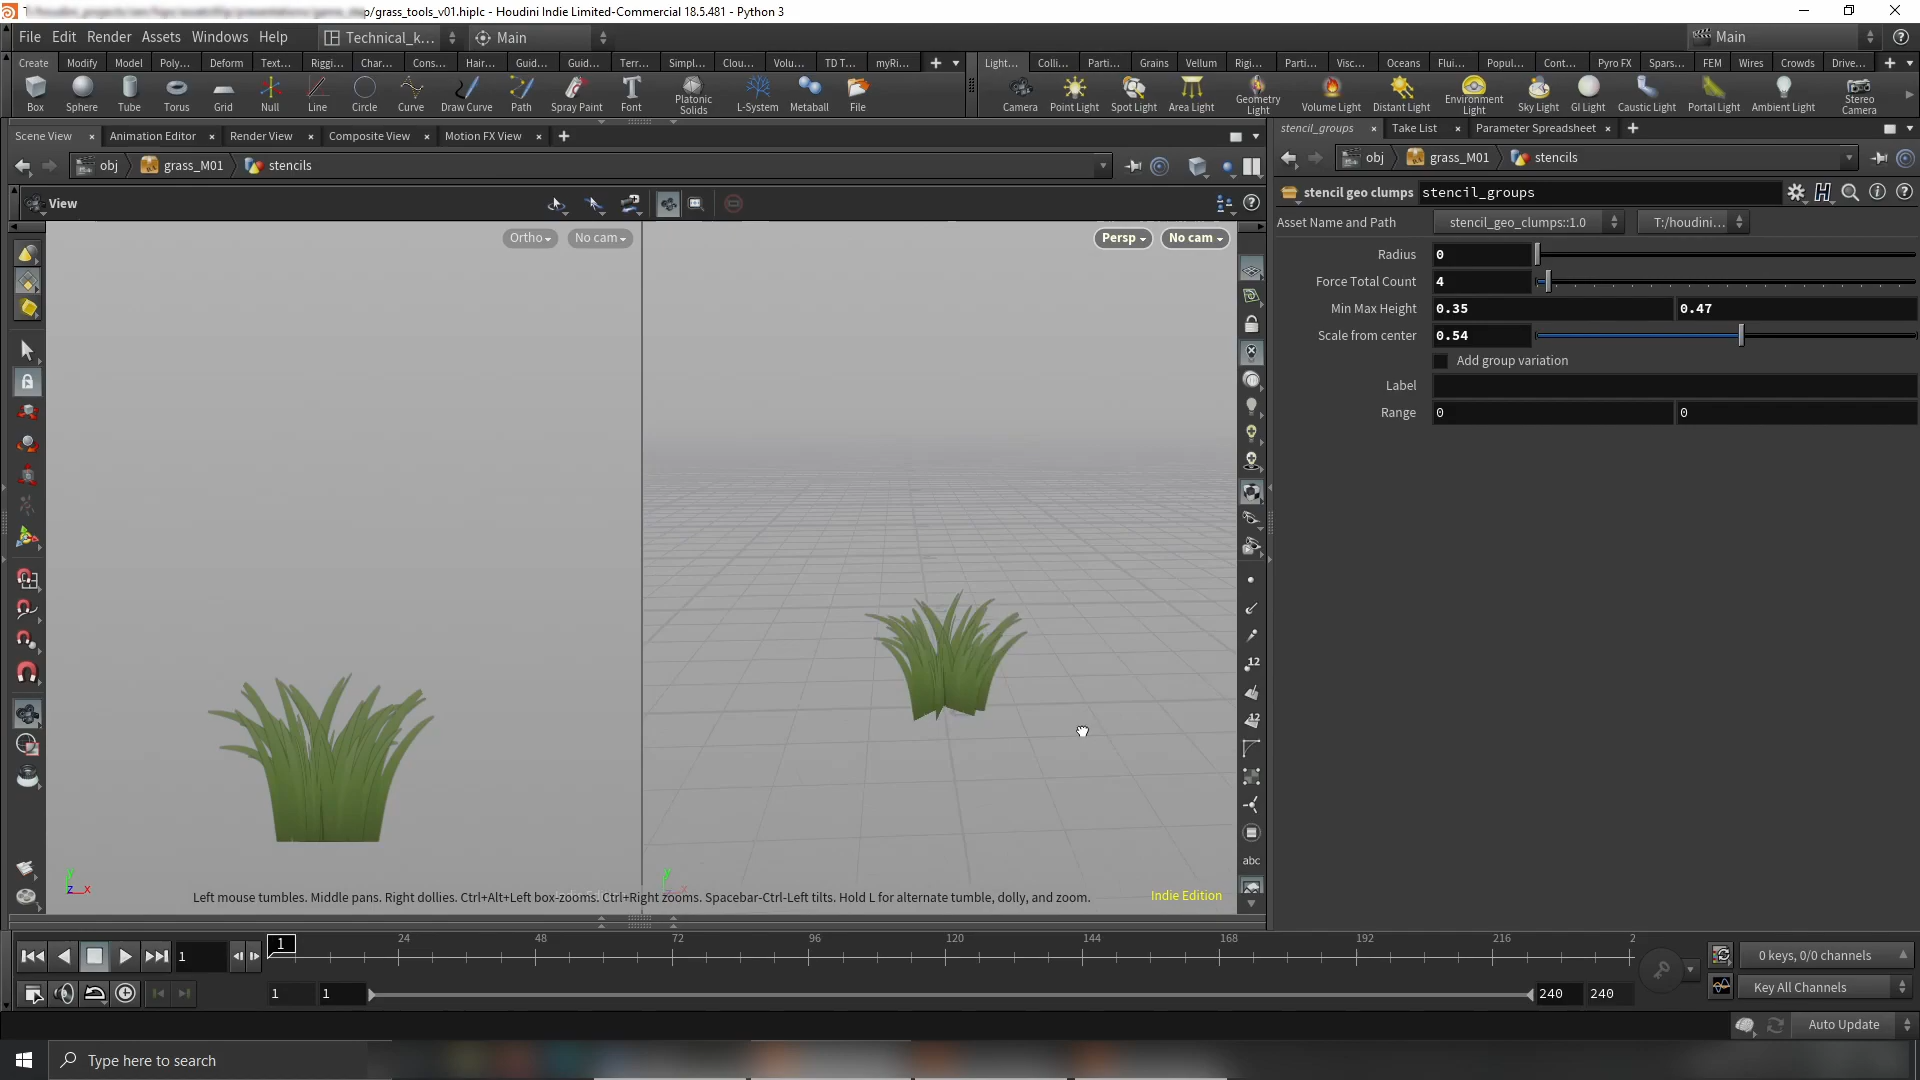 /grass_tools_v01.hiplc - Houdini Indie Limited-Commercial 18.5.481 - Python 3
File Edit Render Assets Windows Help Technical_k... Main Main
Create Modify Model Poly... Deform Text... Riggi... Char... Cons... Hair... Guid... Guid... Terr... Simpl... Clou... Volu... TD T... myRi... Light... Colli... Parti... Grains Vellum Rigi... Parti... Visc... Oceans Flui... Popul... Cont... Pyro FX Spars... FEM Wires Crowds Drive...
Box Sphere Tube Torus Grid Null Line Circle Curve Draw Curve Path Spray Paint Font Platonic Solids L-System Metaball File Camera Point Light Spot Light Area Light Geometry Light Volume Light Distant Light Environment Light Sky Light GI Light Caustic Light Portal Light Ambient Light Stereo Camera
Scene View Animation Editor Render View Composite View Motion FX View
obj grass_M01 stencils
View
Ortho No cam
Persp No cam
stencil_groups Take List Parameter Spreadsheet
obj grass_M01 stencils
stencil geo clumps stencil_groups
Asset Name and Path stencil_geo_clumps::1.0 T:/houdini...
Radius 0
Force Total Count 4
Min Max Height 0.35 0.47
Scale from center 0.54
Add group variation
Label
Range 0 0
12
12
abc
y
z x
y
Left mouse tumbles. Middle pans. Right dollies. Ctrl+Alt+Left box-zooms. Ctrl+Right zooms. Spacebar-Ctrl-Left tilts. Hold L for alternate tumble, dolly, and zoom.
Indie Edition
1 1 24 48 72 96 120 144 168 192 216 2
0 keys, 0/0 channels
1 1 240 240
Key All Channels
Auto Update
Type here to search